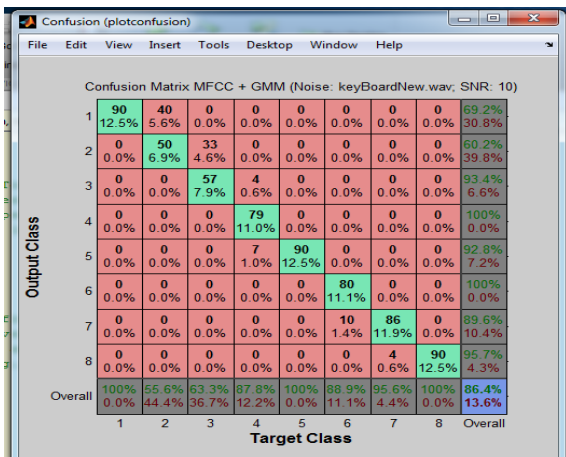 Confusion (plotconfusion)
File Edit View Insert Tools Desktop Window Help
Confusion Matrix MFCC + GMM (Noise: keyBoardNew.wav; SNR: 10)
1 90 40 0 0 0 0 0 0 69.2%
12.5% 5.6% 0.0% 0.0% 0.0% 0.0% 0.0% 0.0% 30.8%
2 0 50 33 0 0 0 0 0 60.2%
0.0% 6.9% 4.6% 0.0% 0.0% 0.0% 0.0% 0.0% 39.8%
3 0 0 57 4 0 0 0 0 93.4%
0.0% 0.0% 7.9% 0.6% 0.0% 0.0% 0.0% 0.0% 6.6%
4 0 0 0 79 0 0 0 0 100%
0.0% 0.0% 0.0% 11.0% 0.0% 0.0% 0.0% 0.0% 0.0%
5 0 0 0 7 90 0 0 0 92.8%
0.0% 0.0% 0.0% 1.0% 12.5% 0.0% 0.0% 0.0% 7.2%
6 0 0 0 0 0 80 0 0 100%
0.0% 0.0% 0.0% 0.0% 0.0% 11.1% 0.0% 0.0% 0.0%
7 0 0 0 0 0 10 86 0 89.6%
0.0% 0.0% 0.0% 0.0% 0.0% 1.4% 11.9% 0.0% 10.4%
8 0 0 0 0 0 0 4 90 95.7%
0.0% 0.0% 0.0% 0.0% 0.0% 0.0% 0.6% 12.5% 4.3%
Overall 100% 55.6% 63.3% 87.8% 100% 88.9% 95.6% 100% 86.4%
0.0% 44.4% 36.7% 12.2% 0.0% 11.1% 4.4% 0.0% 13.6%
1 2 3 4 5 6 7 8 Overall
Target Class
Output Class